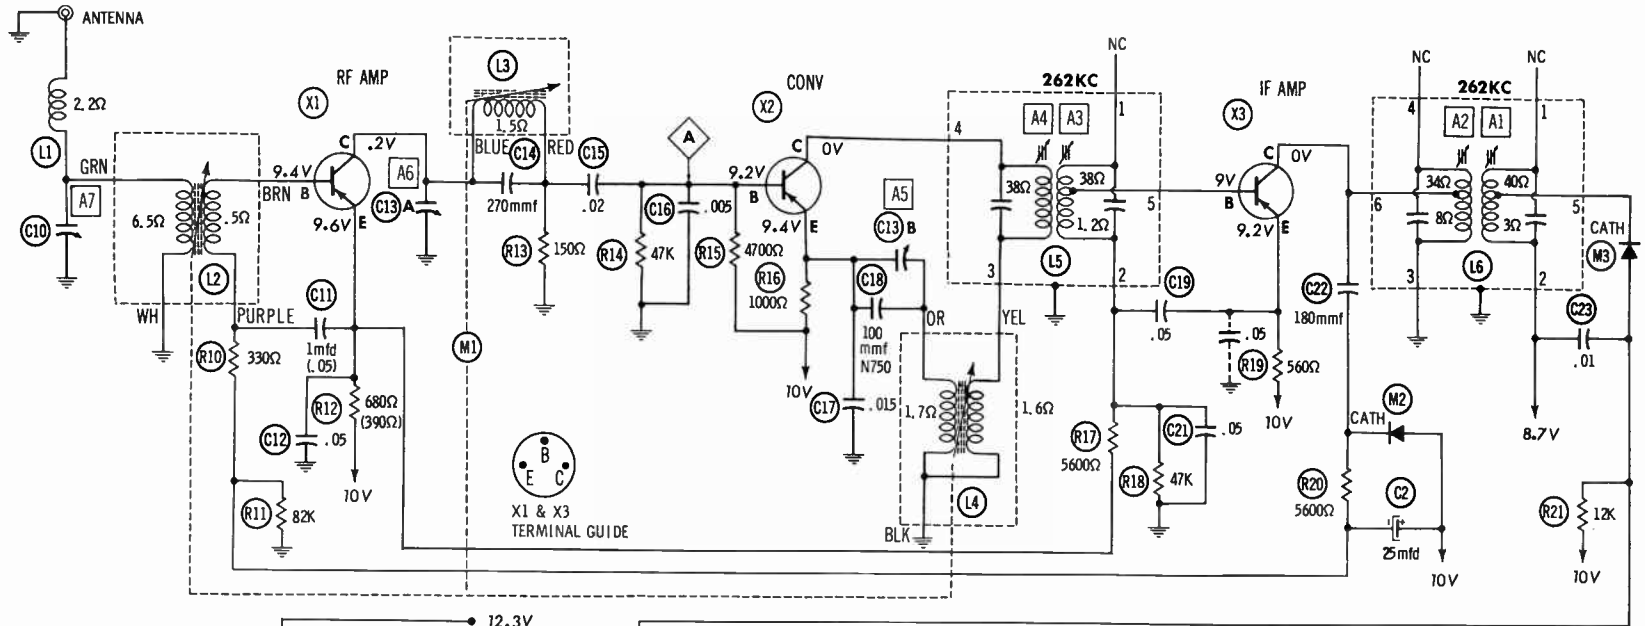 ANTENNA
2.2Ω
L1
GRN
A7
C10
6.5Ω
.5Ω
L2
WH
PURPLE
BRN
X1
RF AMP
C
.2V
9.4V
B
9.6V
E
C11
1mfd
(.05)
R10
330Ω
R12
680Ω
(390Ω)
C12
.05
10V
R11
82K
L3
1.5Ω
BLUE
RED
A6
C13 A
C14
270mmf
C15
.02
R13
150Ω
M1
B
E
C
X1 & X3
TERMINAL GUIDE
A
X2
CONV
C
0V
9.2V
B
9.4V
E
C16
.005
R14
47K
R15
4700Ω
R16
1000Ω
10V
A5
C13 B
C18
100
mmf
N750
C17
.015
OR
YEL
1.7Ω
1.6Ω
L4
BLK
NC
262KC
1
4
A4
A3
38Ω
38Ω
1.2Ω
5
3
2
L5
C19
.05
.05
R17
5600Ω
R18
47K
C21
.05
X3
IF AMP
C
0V
9V
B
9.2V
E
R19
560Ω
10V
C22
180mmf
CATH
M2
R20
5600Ω
C2
25mfd
10V
NC
NC
262KC
4
1
A2
A1
34Ω
40Ω
8Ω
3Ω
6
5
3
2
L6
CATH
M3
C23
.01
8.7V
R21
12K
10V
12.3V